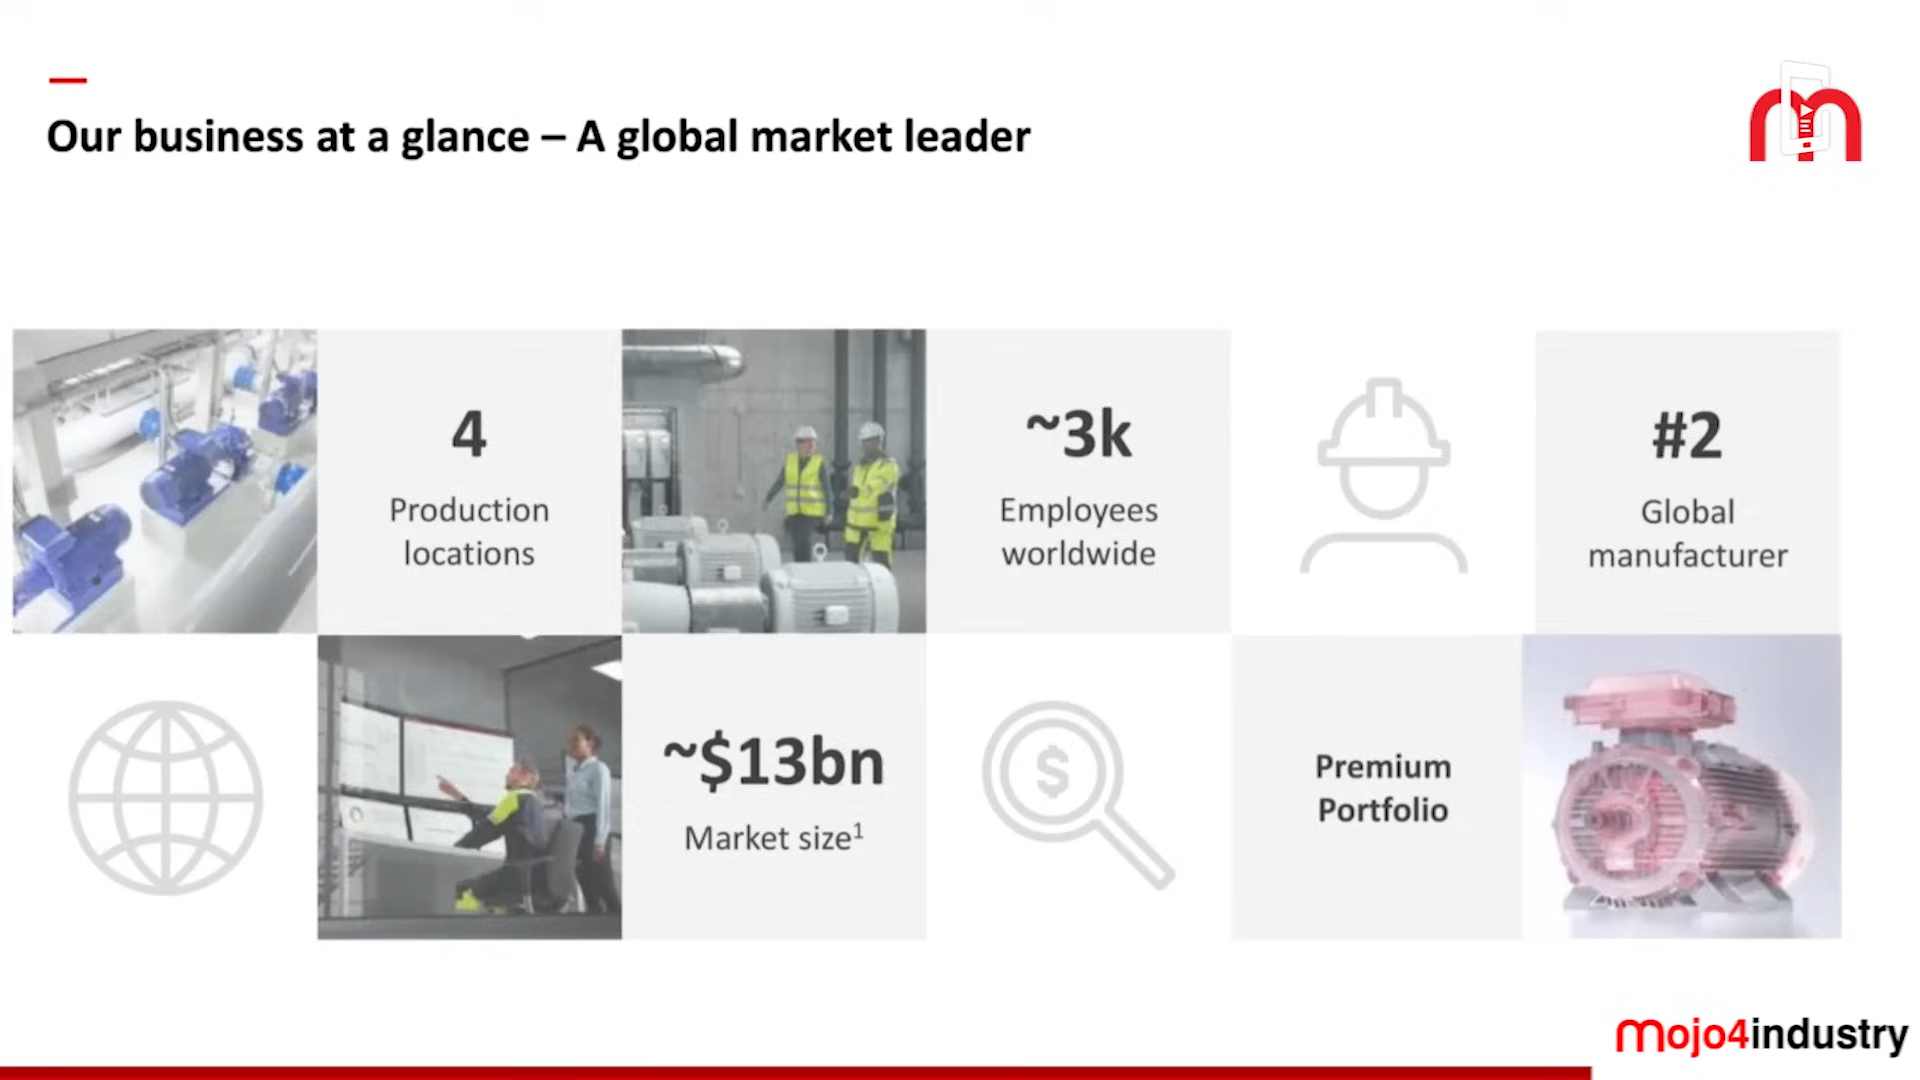 Our business at a glance – A global market leader
4
Production
locations
~3k
Employees
worldwide
#2
Global
manufacturer
~$13bn
Market size¹
Premium
Portfolio
mojo4industry